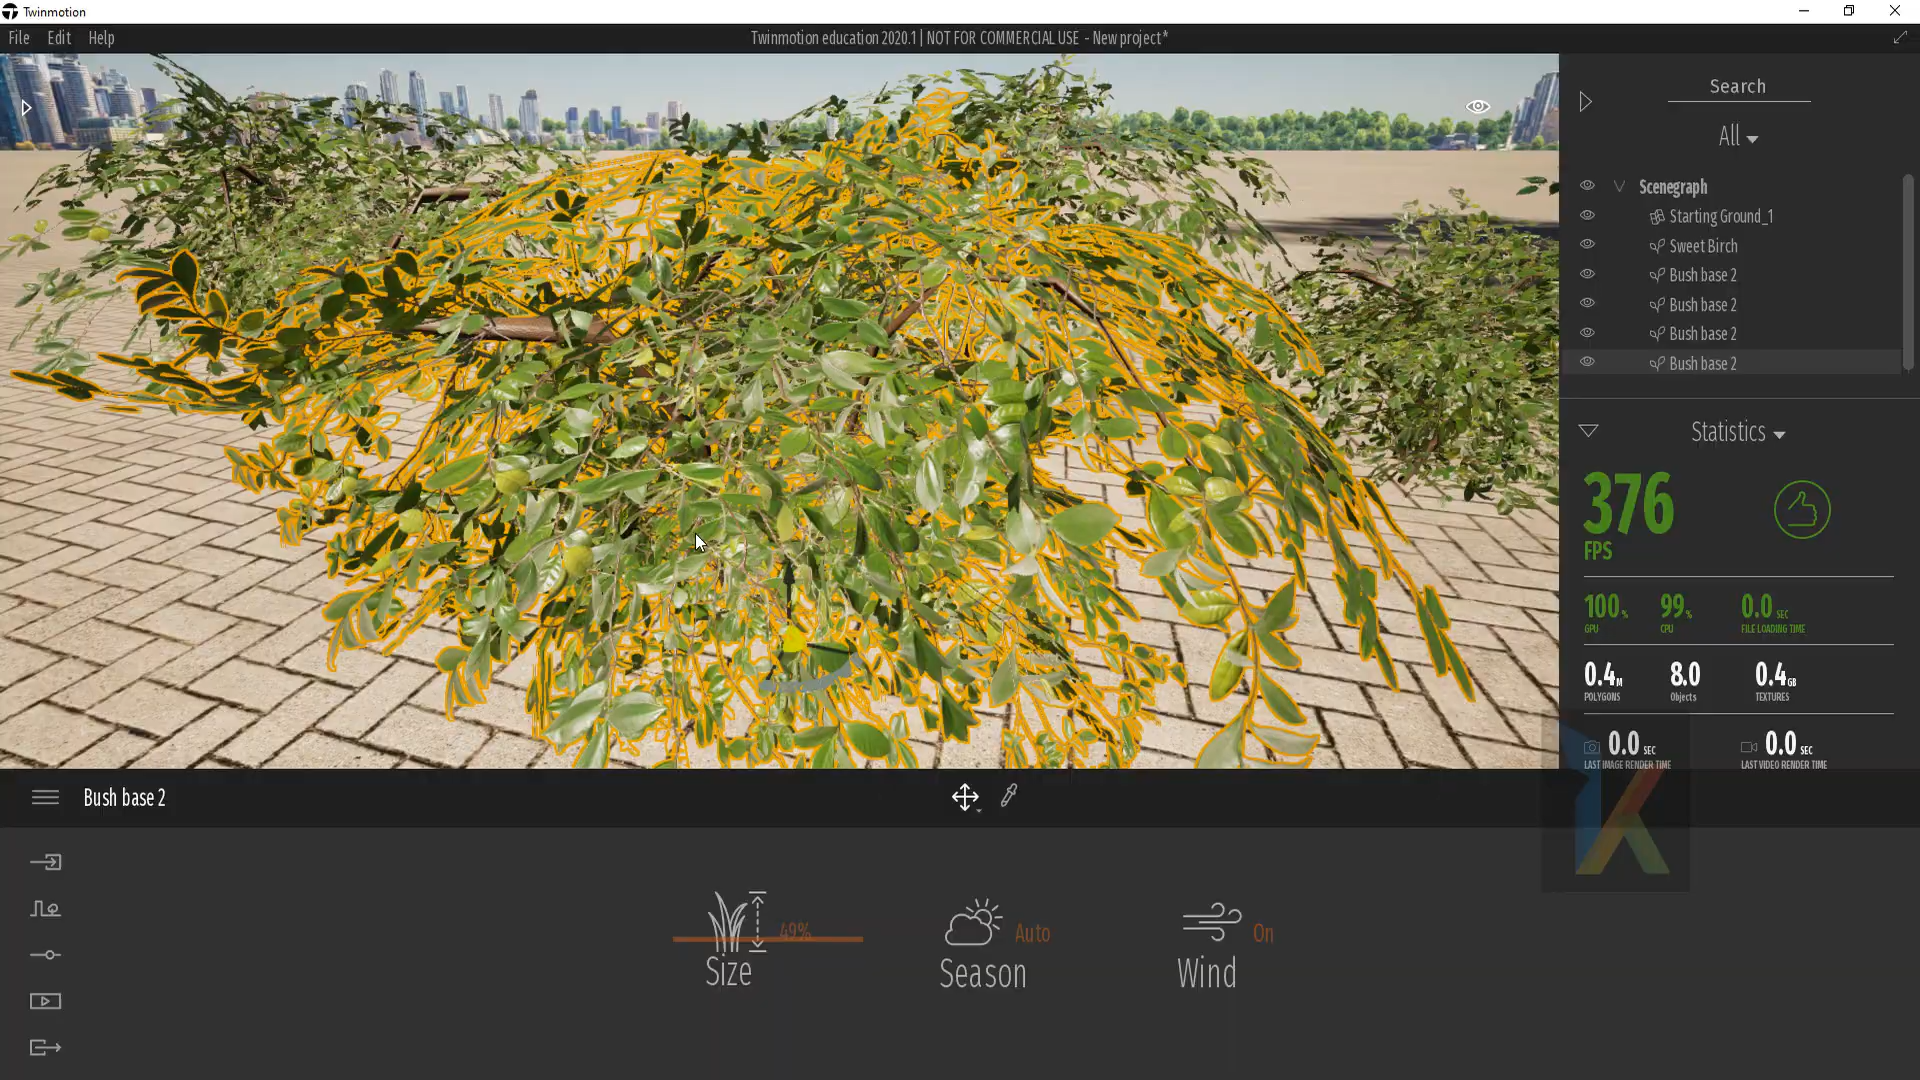 Twinmotion
File Edit Help
Twinmotion education 2020.1 | NOT FOR COMMERCIAL USE - New project*
Search
All
Scenegraph
Starting Ground_1
Sweet Birch
Bush base 2
Bush base 2
Bush base 2
Bush base 2
Statistics
376
FPS
100 % 99 % 0.0 SEC
GPU CPU FILE LOADING TIME
0.4 M 8.0 0.4 GB
POLYGONS Objects TEXTURES
0.0 SEC 0.0 SEC
LAST IMAGE RENDER TIME LAST VIDEO RENDER TIME
Bush base 2
49% Auto On
Size Season Wind